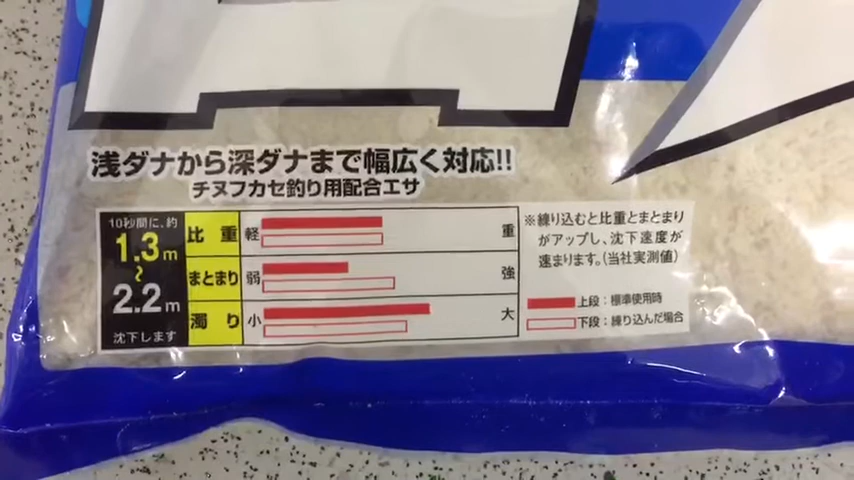 浅ダナから深ダナまで幅広く対応!!
チヌフカセ釣り用配合エサ
10秒間に、約
1.3m
～
2.2m
沈下します
比重 軽 重
まとまり 弱 強
濁り 小 大
※練り込むと比重とまとまり
がアップし、沈下速度が
速まります。(当社実測値)
上段：標準使用時
下段：練り込んだ場合